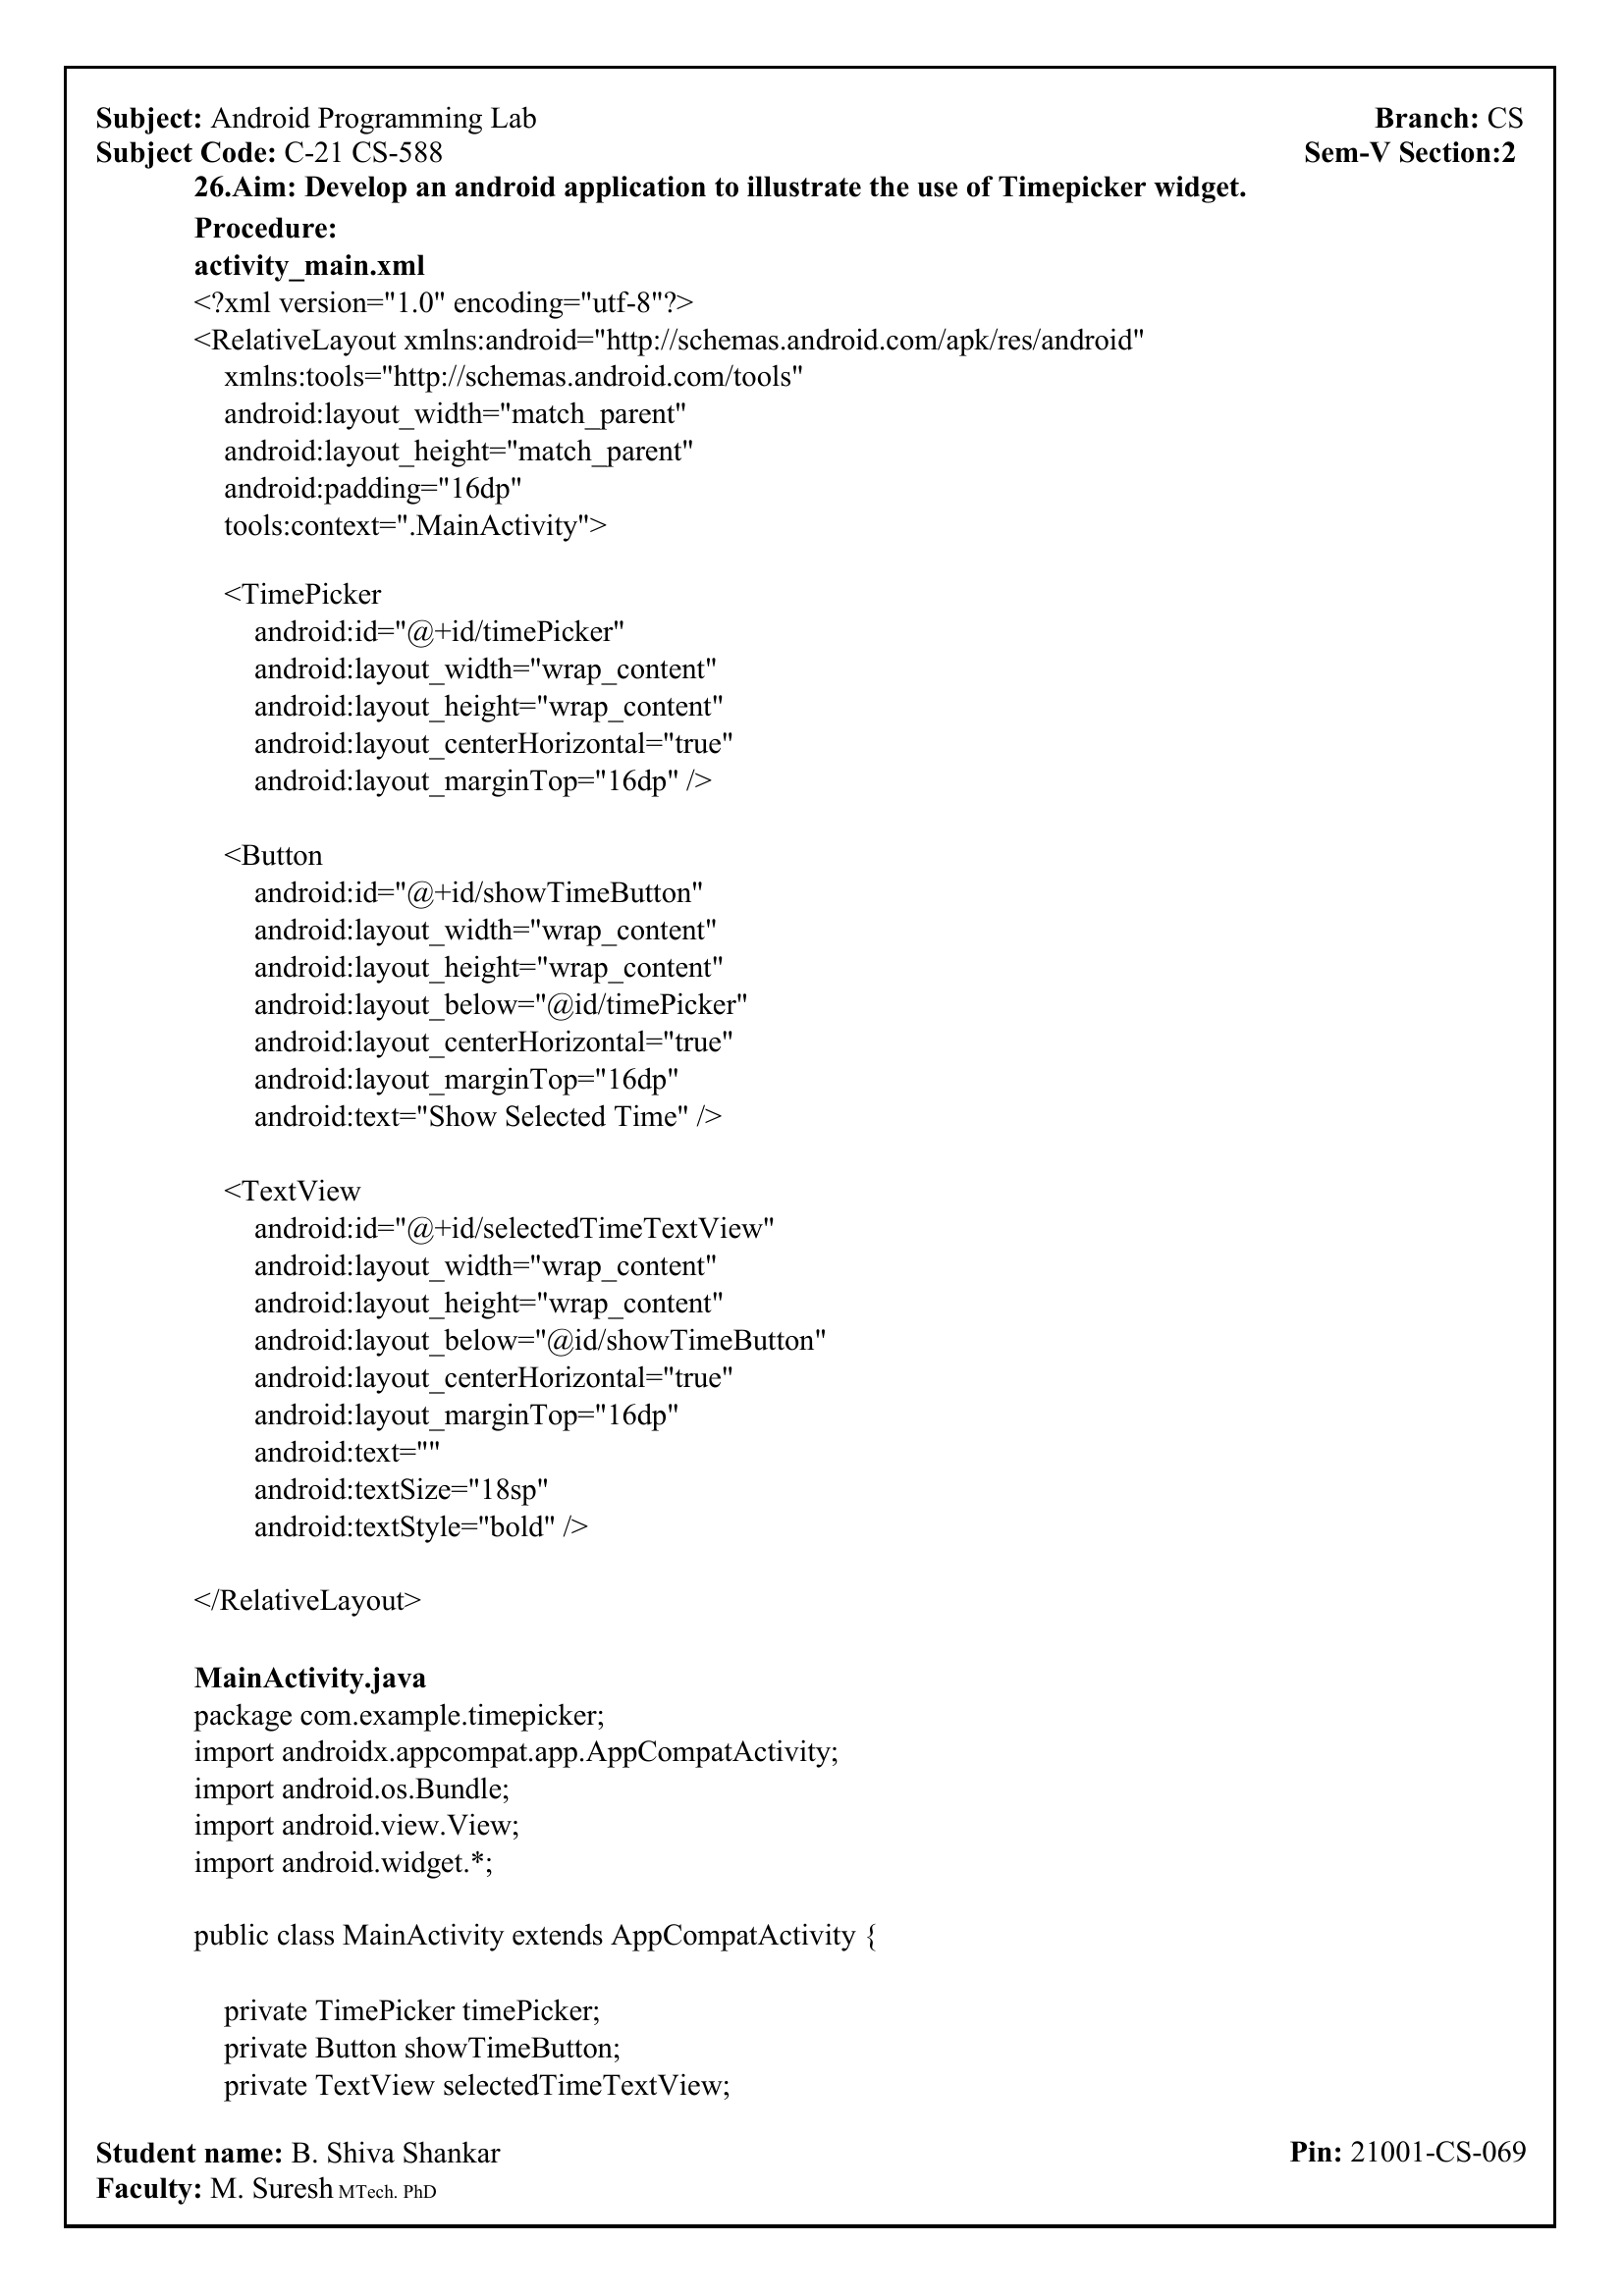 Subject: Android Programming Lab Branch: CS
Subject Code: C-21 CS-588 Sem-V Section:2
26.Aim: Develop an android application to illustrate the use of Timepicker widget.
Procedure:
activity_main.xml
<?xml version="1.0" encoding="utf-8"?>
<RelativeLayout xmlns:android="http://schemas.android.com/apk/res/android"
    xmlns:tools="http://schemas.android.com/tools"
    android:layout_width="match_parent"
    android:layout_height="match_parent"
    android:padding="16dp"
    tools:context=".MainActivity">

    <TimePicker
        android:id="@+id/timePicker"
        android:layout_width="wrap_content"
        android:layout_height="wrap_content"
        android:layout_centerHorizontal="true"
        android:layout_marginTop="16dp" />

    <Button
        android:id="@+id/showTimeButton"
        android:layout_width="wrap_content"
        android:layout_height="wrap_content"
        android:layout_below="@id/timePicker"
        android:layout_centerHorizontal="true"
        android:layout_marginTop="16dp"
        android:text="Show Selected Time" />

    <TextView
        android:id="@+id/selectedTimeTextView"
        android:layout_width="wrap_content"
        android:layout_height="wrap_content"
        android:layout_below="@id/showTimeButton"
        android:layout_centerHorizontal="true"
        android:layout_marginTop="16dp"
        android:text=""
        android:textSize="18sp"
        android:textStyle="bold" />

</RelativeLayout>

MainActivity.java
package com.example.timepicker;
import androidx.appcompat.app.AppCompatActivity;
import android.os.Bundle;
import android.view.View;
import android.widget.*;

public class MainActivity extends AppCompatActivity {

    private TimePicker timePicker;
    private Button showTimeButton;
    private TextView selectedTimeTextView;

Student name: B. Shiva Shankar Pin: 21001-CS-069
Faculty: M. Suresh MTech. PhD